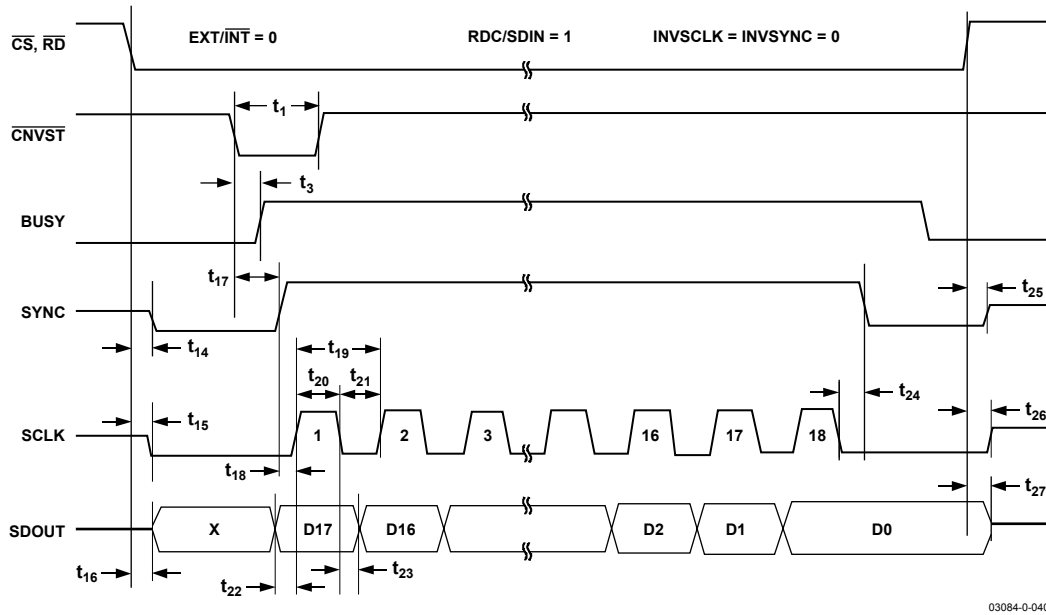 CS, RD
EXT/INT = 0
RDC/SDIN = 1
INVSCLK = INVSYNC = 0
t1
CNVST
t3
BUSY
t17
SYNC
t25
t14
t19
t20
t21
t24
t15
t26
SCLK
1
2
3
16
17
18
t18
t27
SDOUT
X
D17
D16
D2
D1
D0
t16
t22
t23
03084-0-040